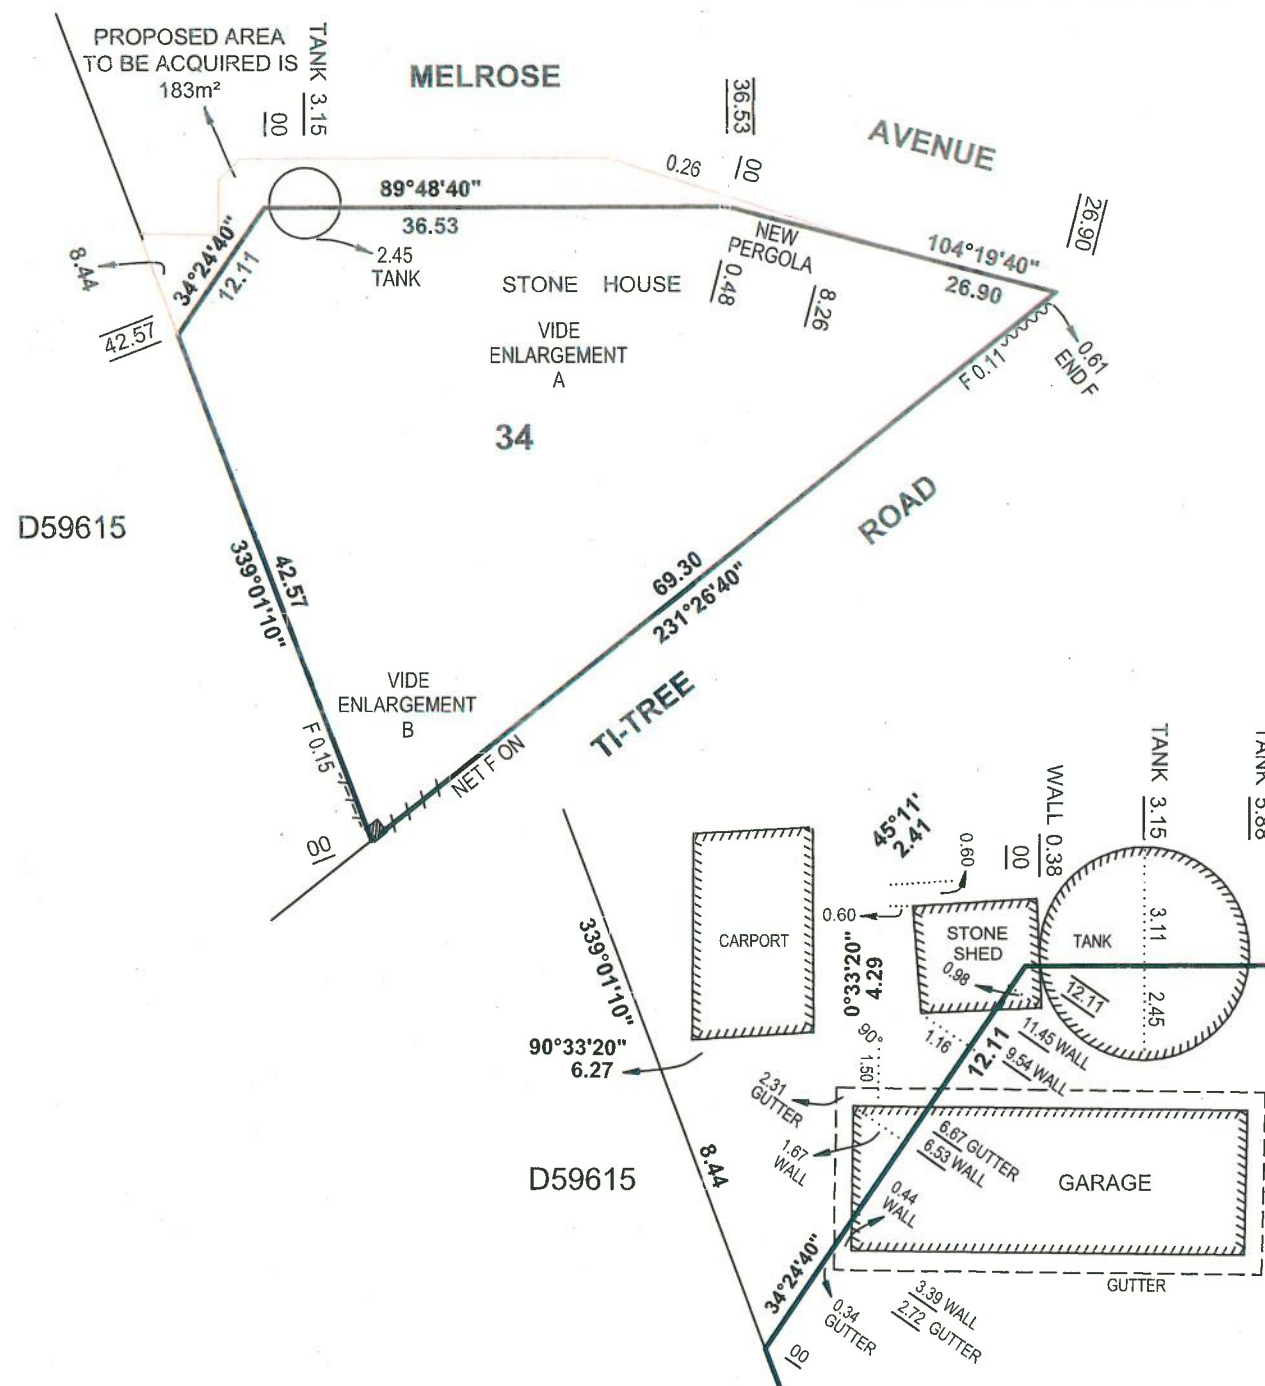 PROPOSED AREA
TO BE ACQUIRED IS
183m²
TANK 3.15
00
MELROSE
36.53
00
AVENUE
0.26
89°48'40"
36.53
26.90
34°24'40"
12.11
8.44
2.45
TANK
NEW
PERGOLA
104°19'40"
26.90
STONE HOUSE
0.48
8.26
42.57
VIDE
ENLARGEMENT
A
F 0.11
0.61
END F
34
D59615
ROAD
42.57
339°01'10"
69.30
231°26'40"
VIDE
ENLARGEMENT
B
TI-TREE
F 0.15
NET F ON
00
TANK 3.15
5.88
WALL 0.38
00
45°11'
2.41
0.60
0.60
CARPORT
STONE
SHED
TANK
3.11
2.45
0.98
339°01'10"
0°33'20"
4.29
12.11
90°
1.50
1.16
12.11
11.45 WALL
9.54 WALL
90°33'20"
6.27
2.31
GUTTER
1.67
WALL
6.67 GUTTER
6.53 WALL
8.44
D59615
GARAGE
0.44
WALL
34°24'40"
GUTTER
0.34
GUTTER
3.39 WALL
2.72 GUTTER
00